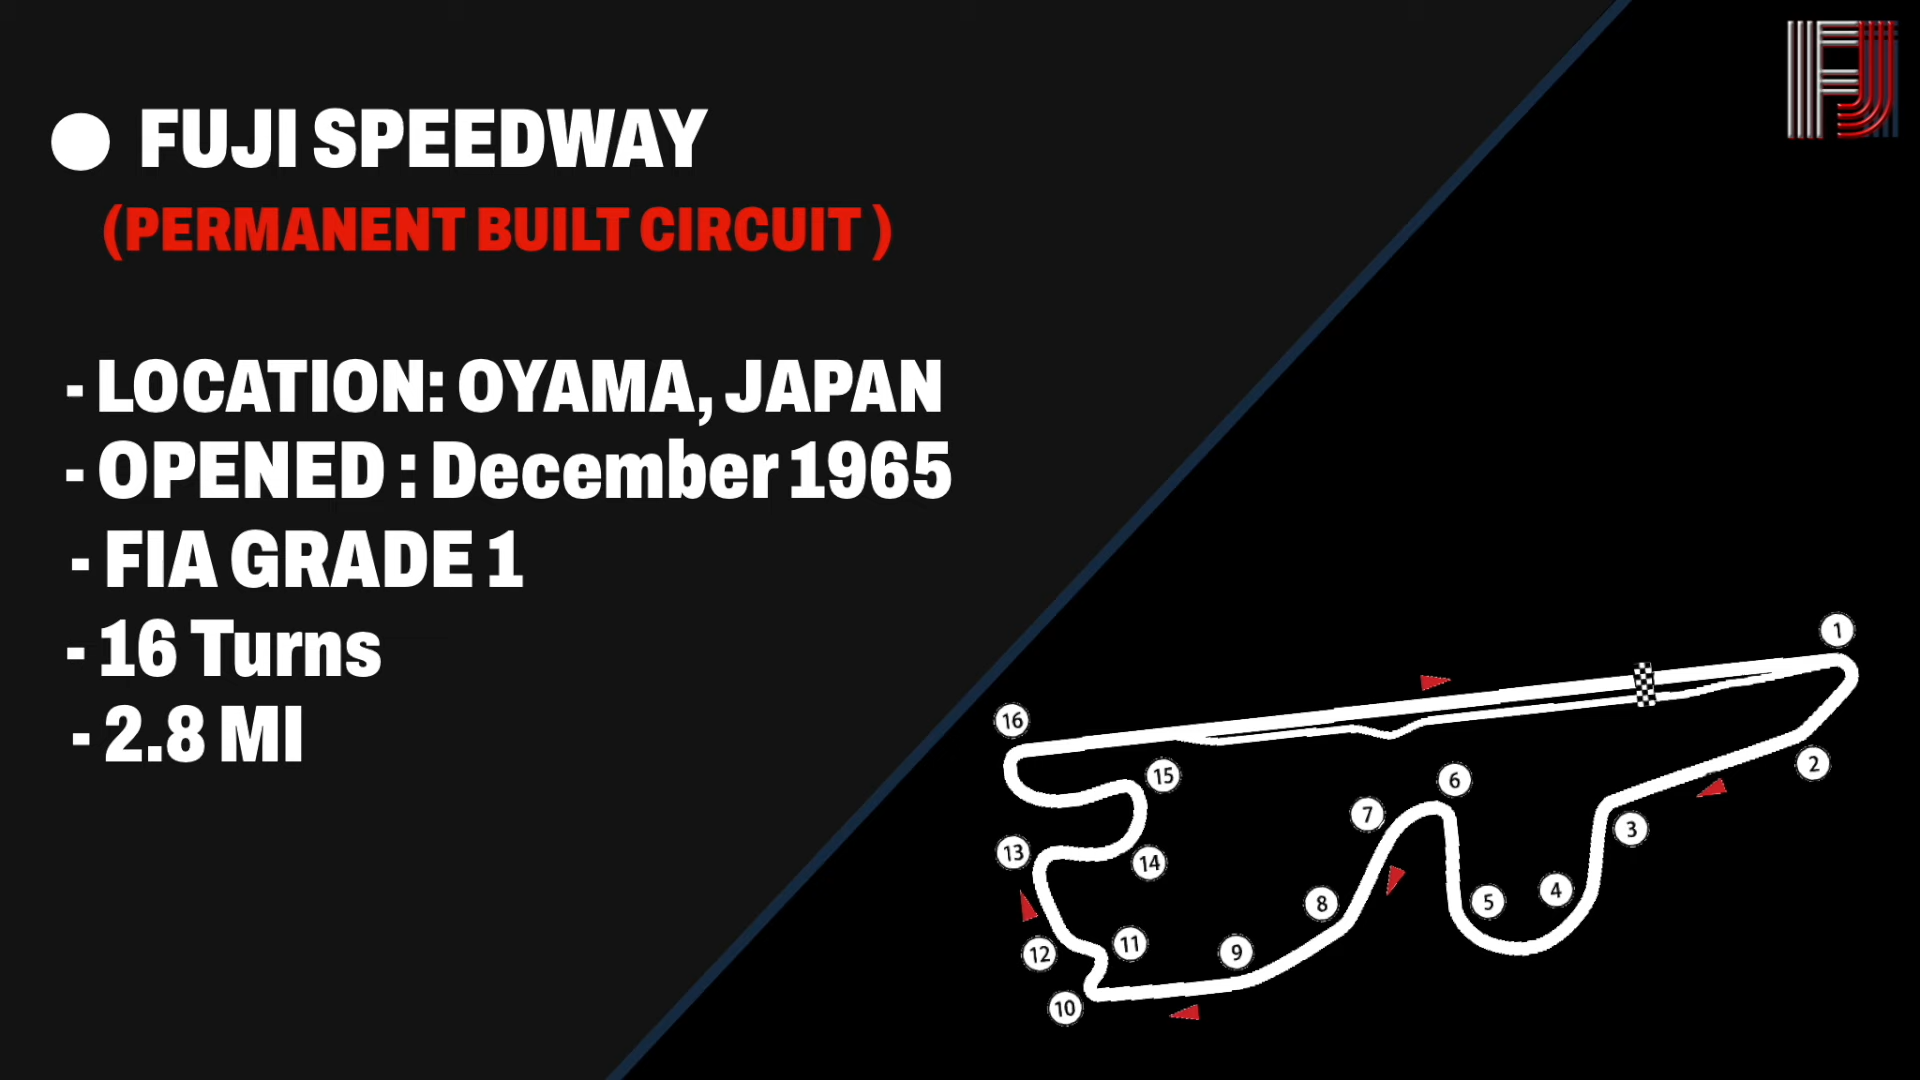 FJ
● FUJI SPEEDWAY
(PERMANENT BUILT CIRCUIT )
- LOCATION: OYAMA, JAPAN
- OPENED : December 1965
- FIA GRADE 1
- 16 Turns
- 2.8 MI
1
2
3
4
5
6
7
8
9
10
11
12
13
14
15
16